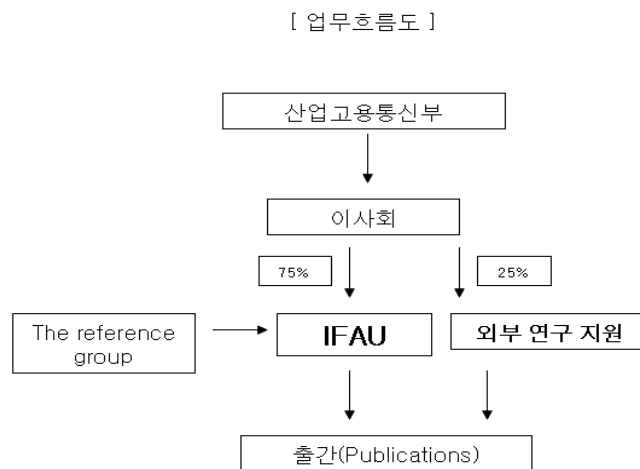 [ 업무흐름도 ]
산업고용통신부
이사회
75%
25%
The reference
group
IFAU
외부 연구 지원
출간(Publications)